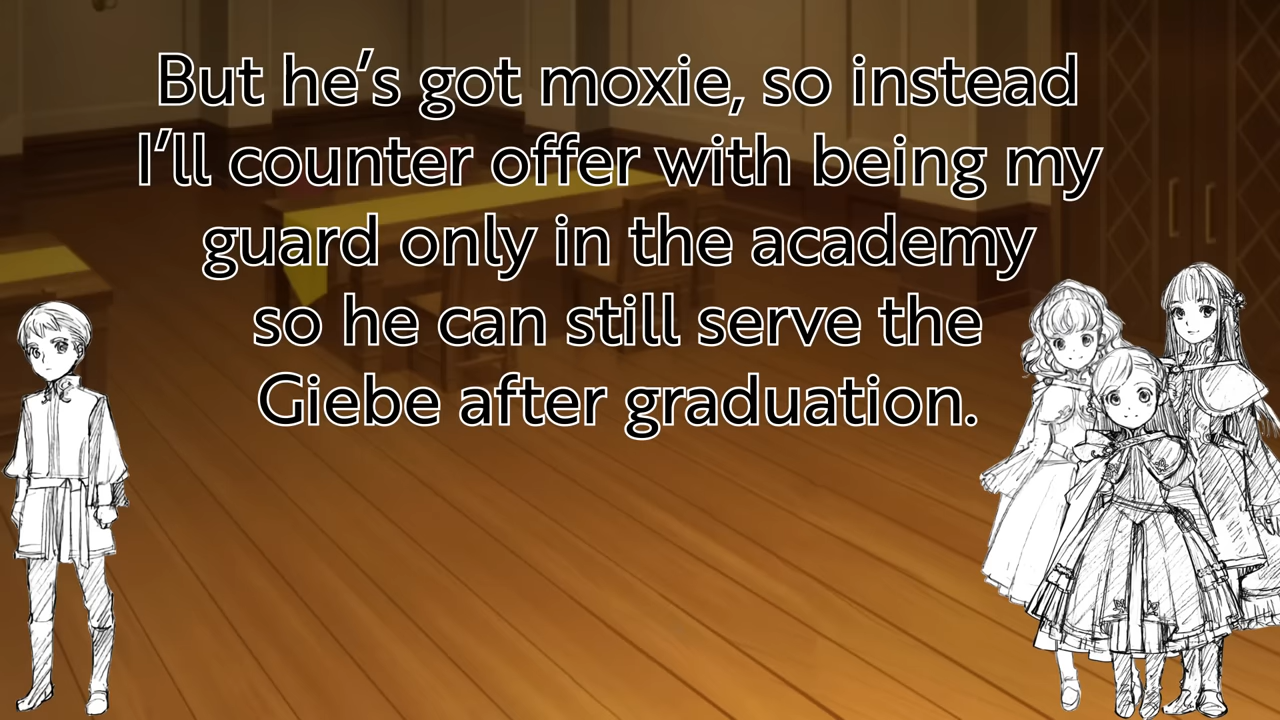 But he's got moxie, so instead
I'll counter offer with being my
guard only in the academy
so he can still serve the
Giebe after graduation.